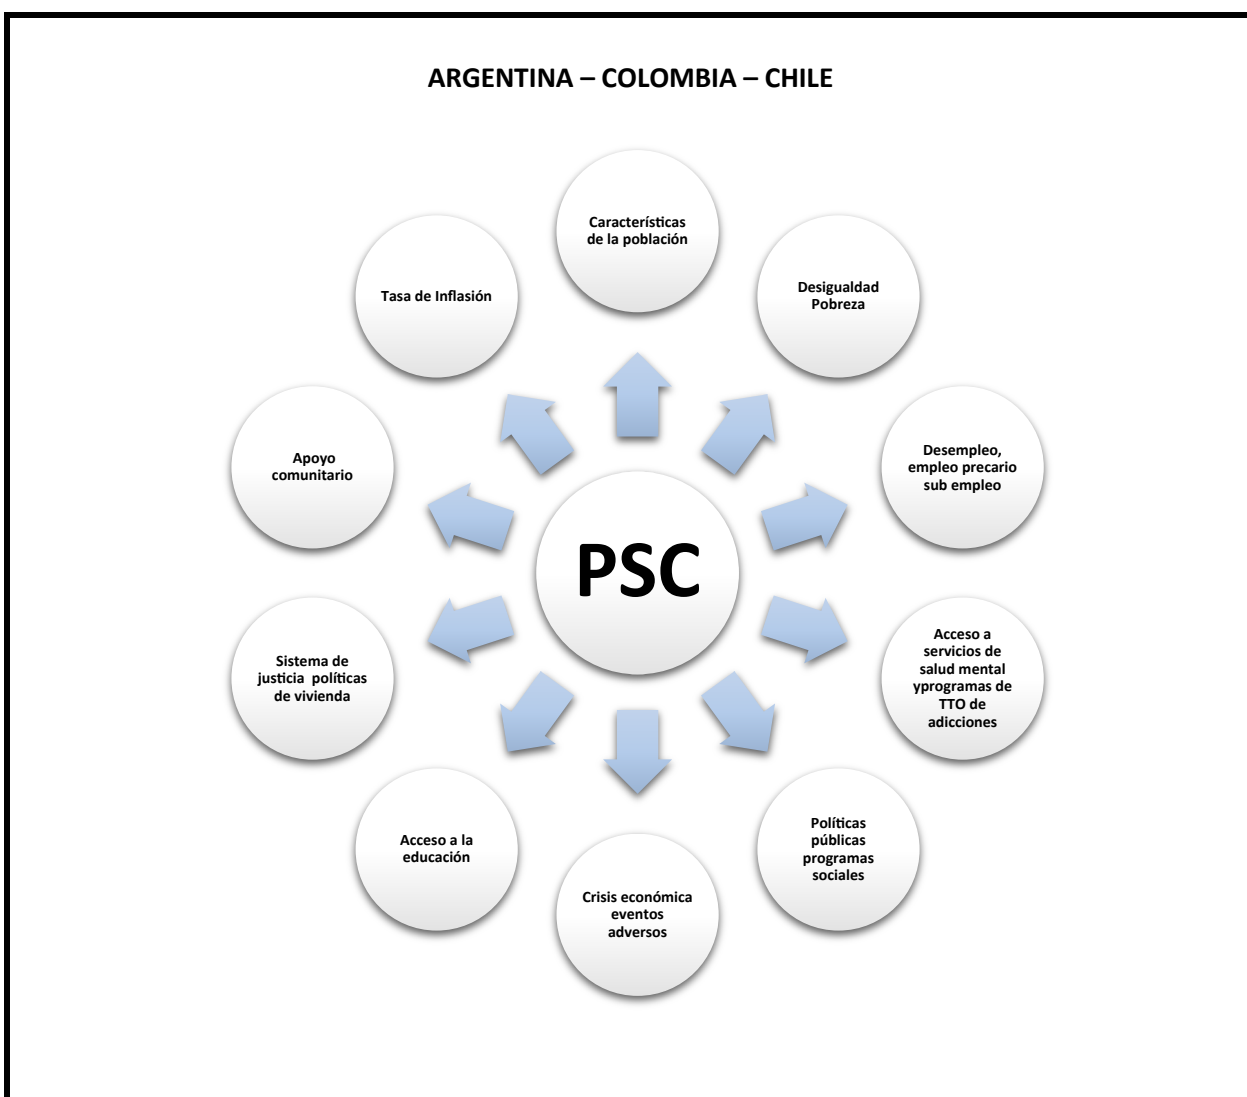 ARGENTINA – COLOMBIA – CHILE
Características
de la población
Desigualdad
Pobreza
Desempleo,
empleo precario
sub empleo
Acceso a
servicios de
salud mental
yprogramas de
TTO de
adicciones
Políticas
públicas
programas
sociales
Crisis económica
eventos
adversos
Acceso a la
educación
Sistema de
justicia políticas
de vivienda
Apoyo
comunitario
Tasa de Inflasión
PSC